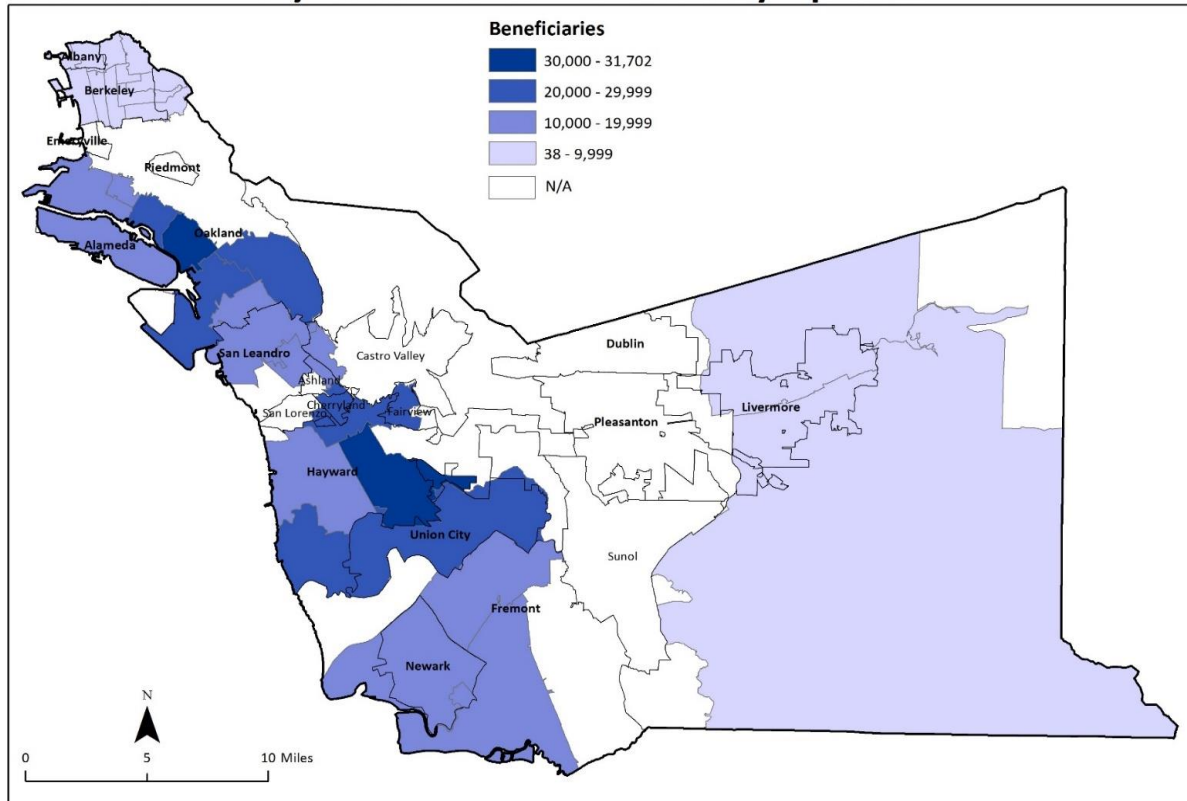 Beneficiaries
30,000 - 31,702
20,000 - 29,999
10,000 - 19,999
38 - 9,999
N/A
Albany
Berkeley
Emeryville
Piedmont
Oakland
Alameda
San Leandro
Ashland
Castro Valley
Cherryland
San Lorenzo
Fairview
Dublin
Pleasanton
Livermore
Hayward
Union City
Sunol
Fremont
Newark
N
0 5 10 Miles